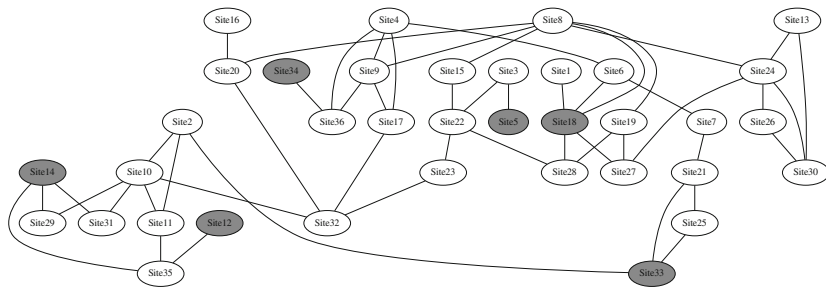 Site16
Site4
Site8
Site13
Site20
Site34
Site9
Site15
Site3
Site1
Site6
Site24
Site2
Site36
Site17
Site22
Site5
Site18
Site19
Site7
Site26
Site14
Site10
Site23
Site28
Site27
Site21
Site30
Site29
Site31
Site11
Site12
Site32
Site25
Site35
Site33